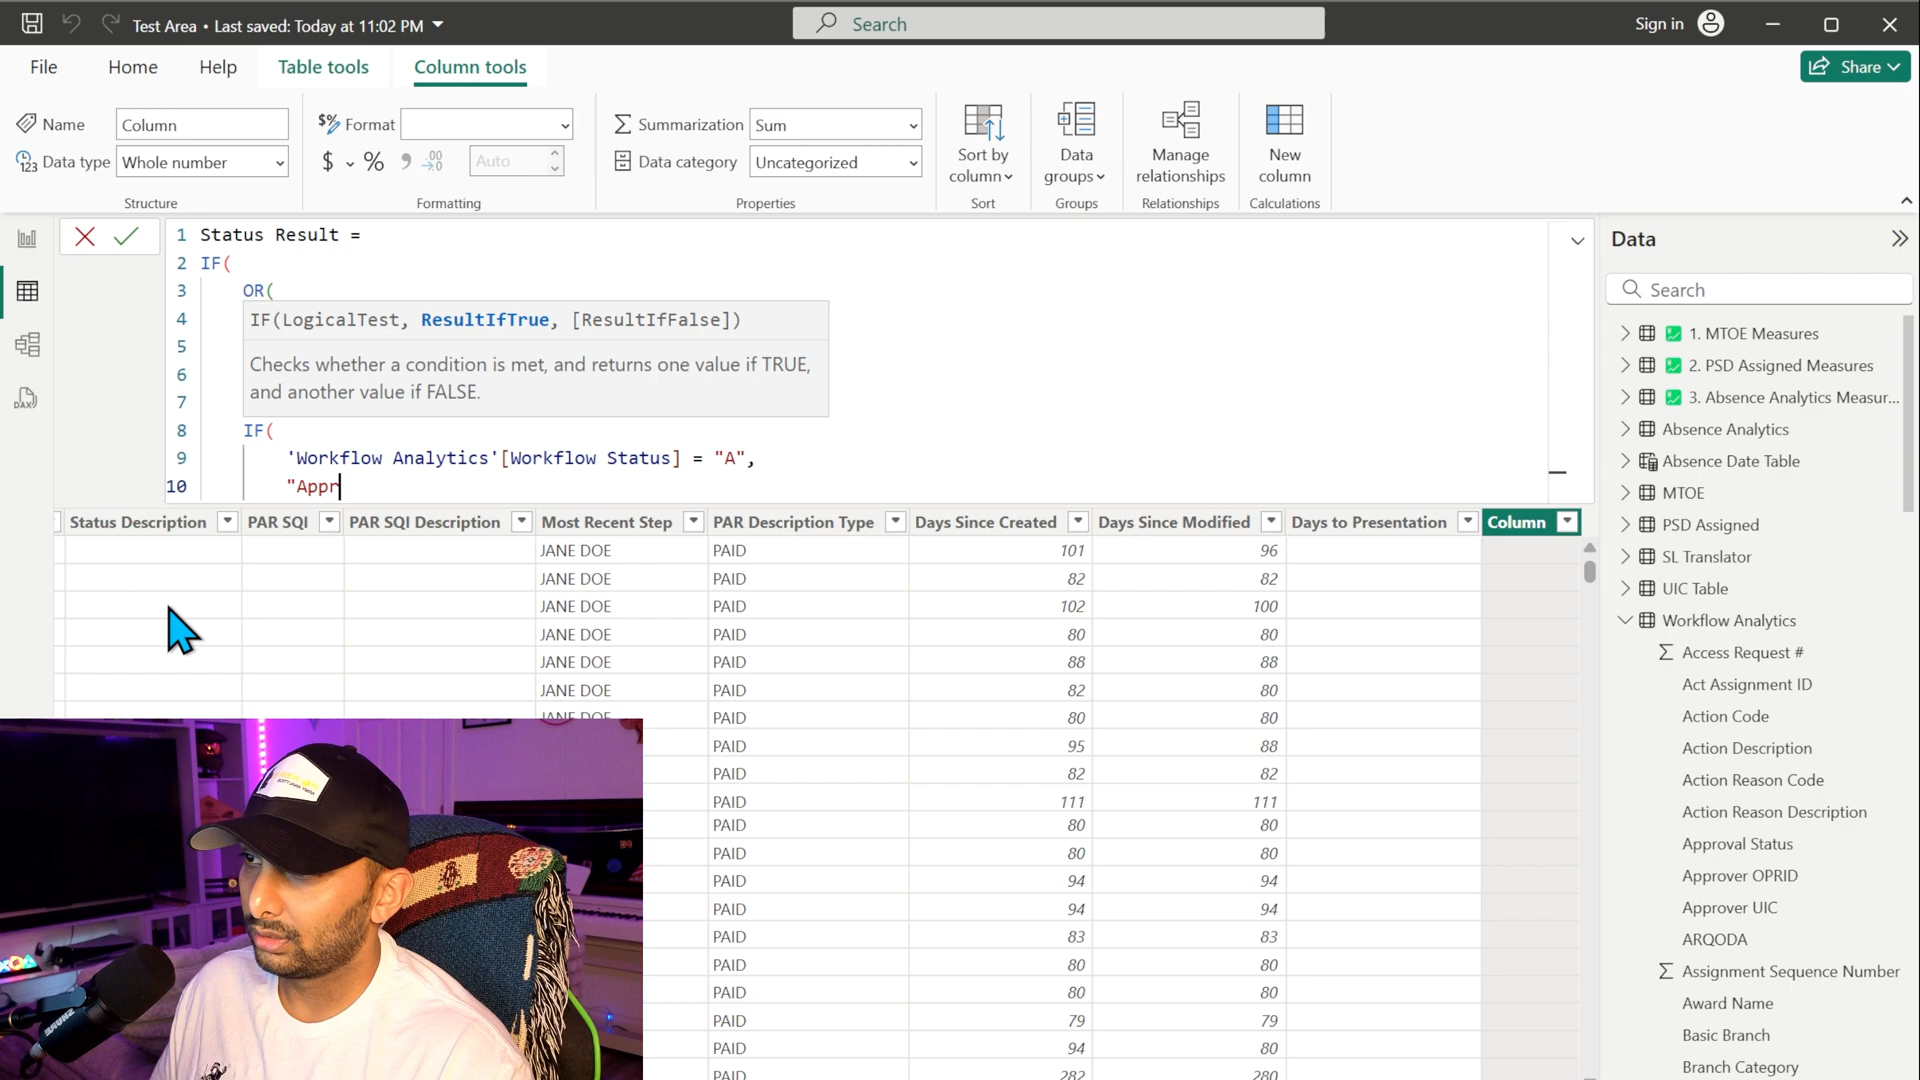 Test Area • Last saved: Today at 11:02 PM
Search
Sign in
File Home Help Table tools Column tools
Share
Name Column
Data type Whole number
Structure
Format
$ % Auto
Formatting
Summarization Sum
Data category Uncategorized
Properties
Sort by column
Sort
Data groups
Groups
Manage relationships
Relationships
New column
Calculations
1 Status Result =
2 IF(
3 OR(
4 IF(LogicalTest, ResultIfTrue, [ResultIfFalse])
5
6 Checks whether a condition is met, and returns one value if TRUE,
7 and another value if FALSE.
8 IF(
9 'Workflow Analytics'[Workflow Status] = "A",
10 "Appr
Status Description PAR SQI PAR SQI Description Most Recent Step PAR Description Type Days Since Created Days Since Modified Days to Presentation Column
JANE DOE PAID 101 96
JANE DOE PAID 82 82
JANE DOE PAID 102 100
JANE DOE PAID 80 80
JANE DOE PAID 88 88
JANE DOE PAID 82 80
JANE DOE PAID 80 80
PAID 95 88
PAID 82 82
PAID 111 111
PAID 80 80
PAID 80 80
PAID 94 94
PAID 94 94
PAID 83 83
PAID 80 80
PAID 80 80
PAID 79 79
PAID 94 80
PAID 282 280
Data
Search
1. MTOE Measures
2. PSD Assigned Measures
3. Absence Analytics Measur...
Absence Analytics
Absence Date Table
MTOE
PSD Assigned
SL Translator
UIC Table
Workflow Analytics
Access Request #
Act Assignment ID
Action Code
Action Description
Action Reason Code
Action Reason Description
Approval Status
Approver OPRID
Approver UIC
ARQODA
Assignment Sequence Number
Award Name
Basic Branch
Branch Category
DAX
SHURE